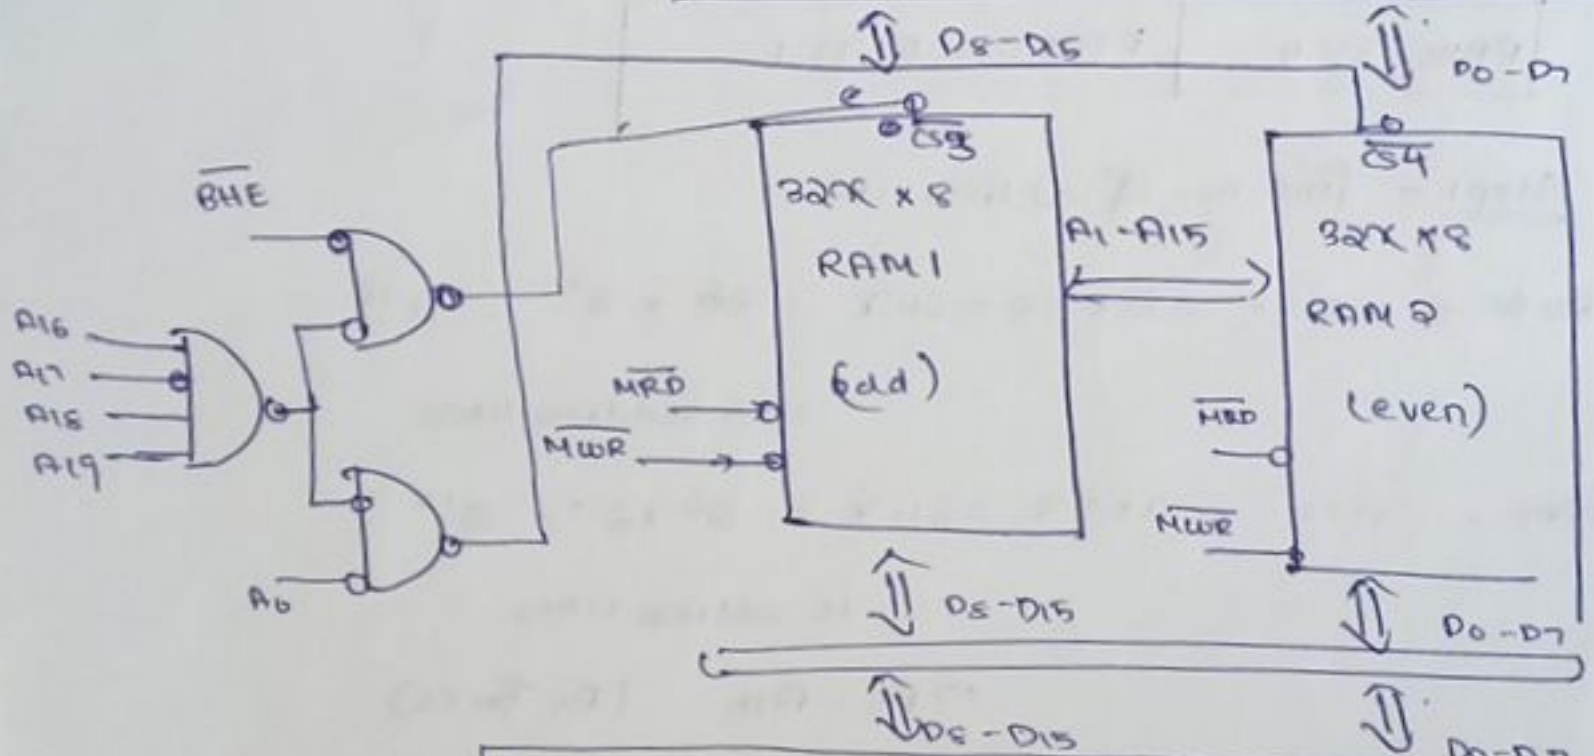 D8-D15
D0-D7
BHE
CS3
CS4
32K * 8
RAM 1
(odd)
A1-A15
32K * 8
RAM 2
(even)
A16
A17
A18
A19
MRD
MWR
MRD
MWR
A0
D8-D15
D0-D7
D8-D15
D0-D7